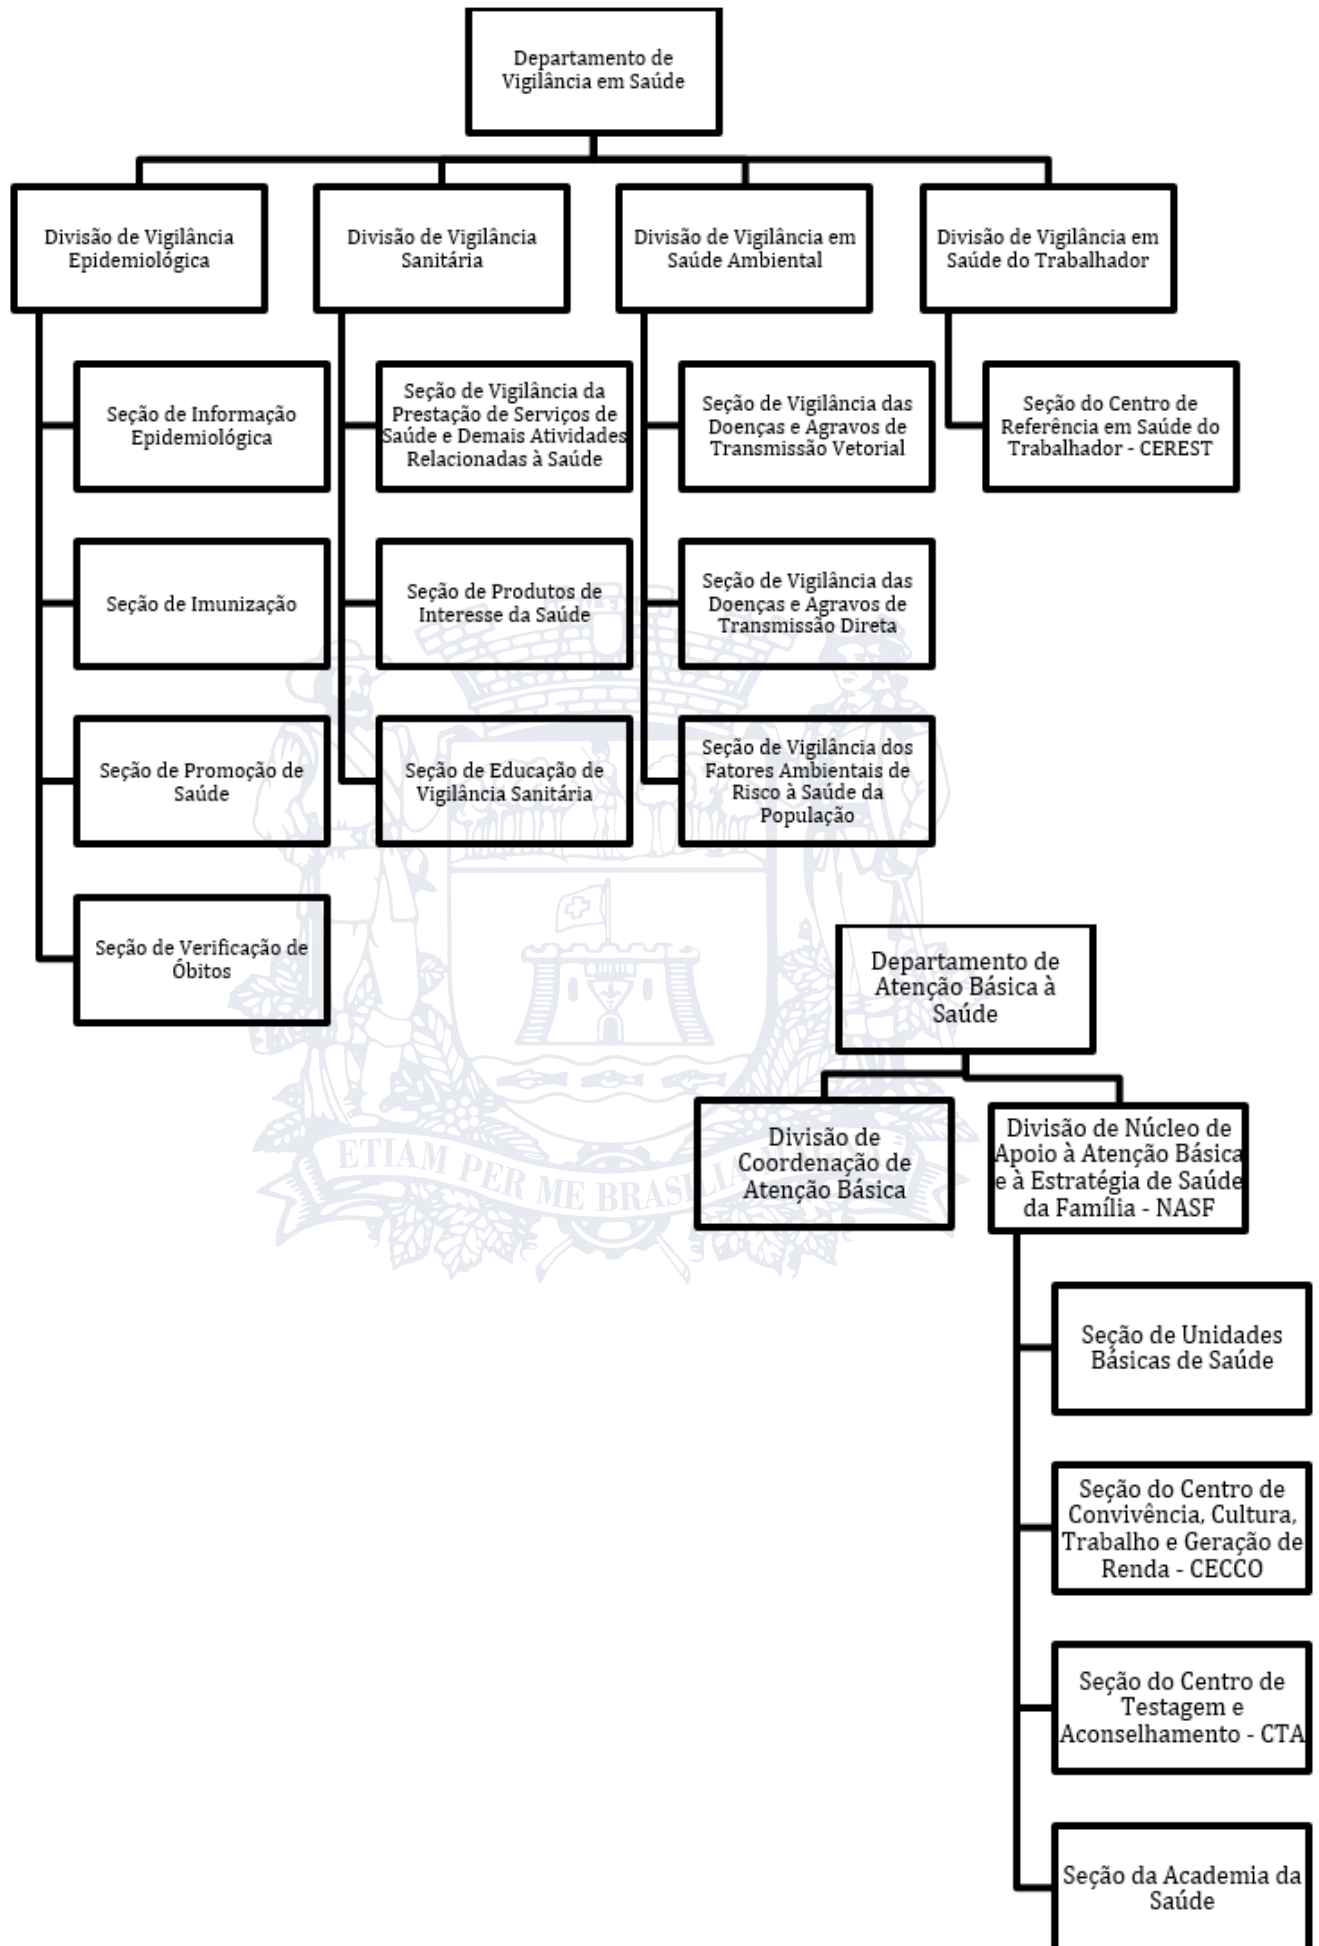 Departamento de
Vigilância em Saúde
Divisão de Vigilância
Epidemiológica
Divisão de Vigilância
Sanitária
Divisão de Vigilância em
Saúde Ambiental
Divisão de Vigilância em
Saúde do Trabalhador
Seção de Informação
Epidemiológica
Seção de Vigilância da
Prestação de Serviços de
Saúde e Demais Atividades
Relacionadas à Saúde
Seção de Vigilância das
Doenças e Agravos de
Transmissão Vetorial
Seção do Centro de
Referência em Saúde do
Trabalhador - CEREST
Seção de Imunização
Seção de Produtos de
Interesse da Saúde
Seção de Vigilância das
Doenças e Agravos de
Transmissão Direta
Seção de Promoção de
Saúde
Seção de Educação de
Vigilância Sanitária
Seção de Vigilância dos
Fatores Ambientais de
Risco à Saúde da
População
Seção de Verificação de
Óbitos
Departamento de
Atenção Básica à
Saúde
Divisão de
Coordenação de
Atenção Básica
Divisão de Núcleo de
Apoio à Atenção Básica
e à Estratégia de Saúde
da Família - NASF
ETIAM PER ME BRASILIA
Seção de Unidades
Básicas de Saúde
Seção do Centro de
Convivência, Cultura,
Trabalho e Geração de
Renda - CECCO
Seção do Centro de
Testagem e
Aconselhamento - CTA
Seção da Academia da
Saúde